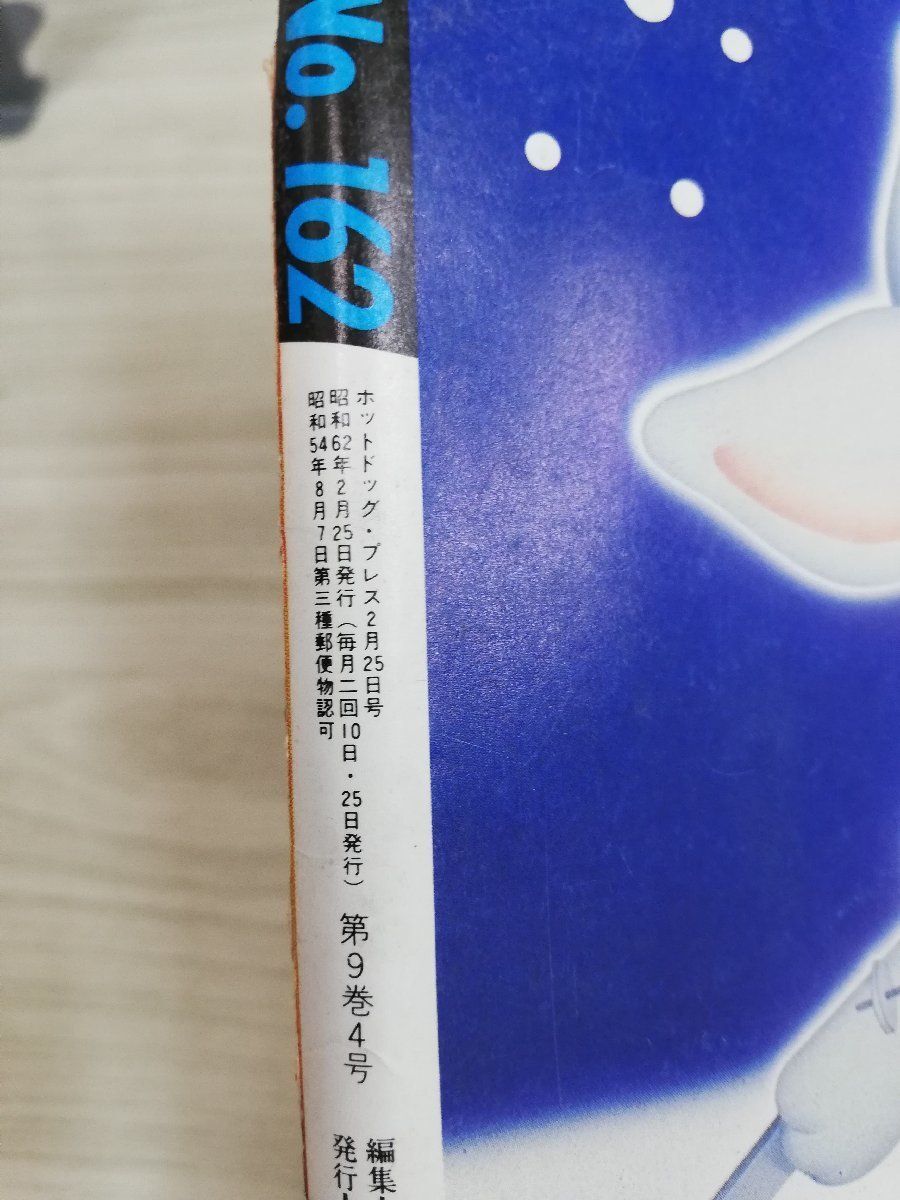 No. 162
ホットドッグ・プレス2月25日号
昭和62年2月25日発行（毎月二回10日・25日発行）
昭和54年8月7日第三種郵便物認可
第9巻4号
編集
発行